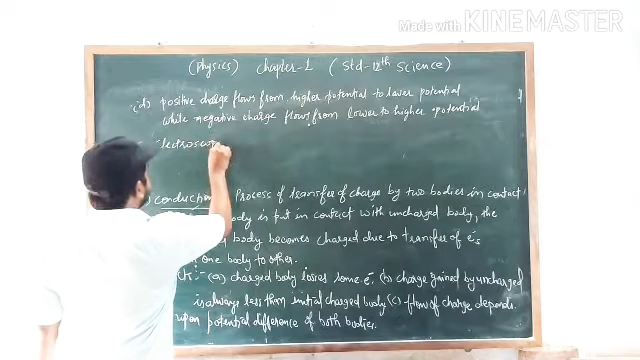 Made with KINEMASTER
(Physics) Chapter-1 (Std-12th Science)
(d) positive charge flows from higher potential to lower potential
while negative charge flows from lower to higher potential
lectrosco
conduction Process of transfer of charge by two bodies in contact
body is put in contact with uncharged body, the
body becomes charged due to transfer of e's
one body to other.
:- (a) charged body losses some e⁻ (b) charge gained by uncharged
is always less than initial charged body (c) flow of charge depends
upon potential difference of both bodies.